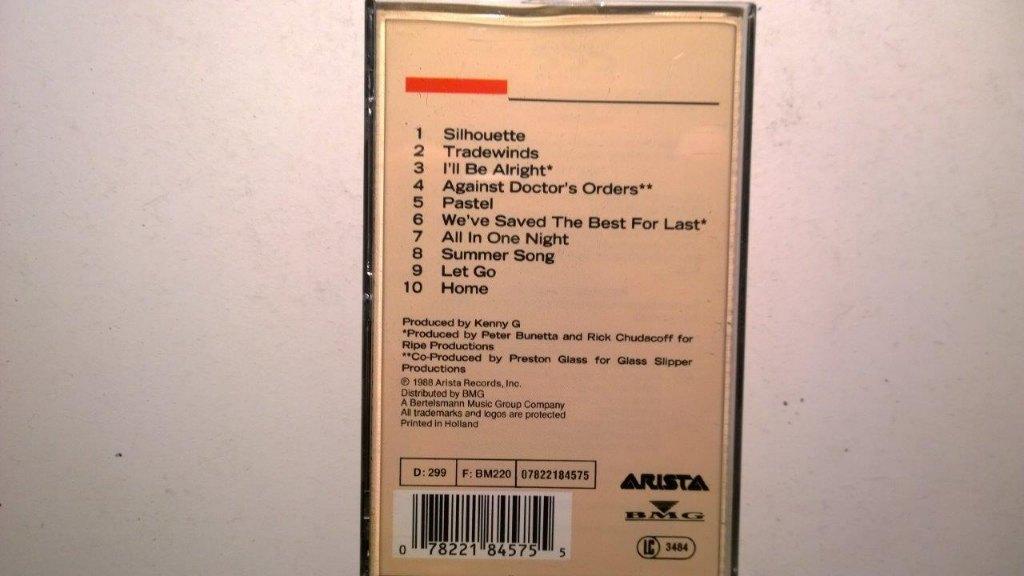 1 Silhouette
2 Tradewinds
3 I'll Be Alright*
4 Against Doctor's Orders**
5 Pastel
6 We've Saved The Best For Last*
7 All In One Night
8 Summer Song
9 Let Go
10 Home
Produced by Kenny G
*Produced by Peter Bunetta and Rick Chudacoff for
Ripe Productions
**Co-Produced by Preston Glass for Glass Slipper
Productions
℗ 1988 Arista Records, Inc.
Distributed by BMG
A Bertelsmann Music Group Company
All trademarks and logos are protected
Printed in Holland
D: 299 F: BM220 07822184575
ARISTA
BMG
0 78221 84575 5
LC 3484